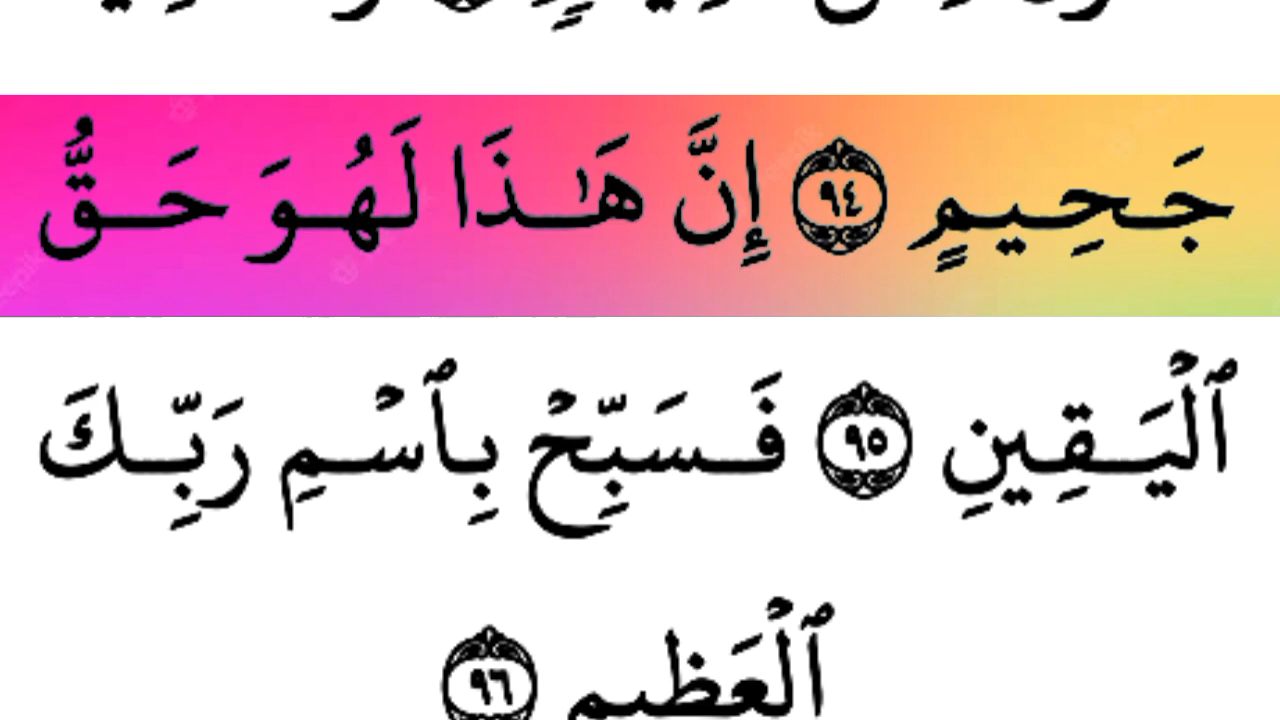 جَحِيمٍ ٩٤ إِنَّ هَٰذَا لَهُوَ حَقُّ
ٱلْيَقِينِ ٩٥ فَسَبِّحْ بِٱسْمِ رَبِّكَ
ٱلْعَظِيمِ ٩٦